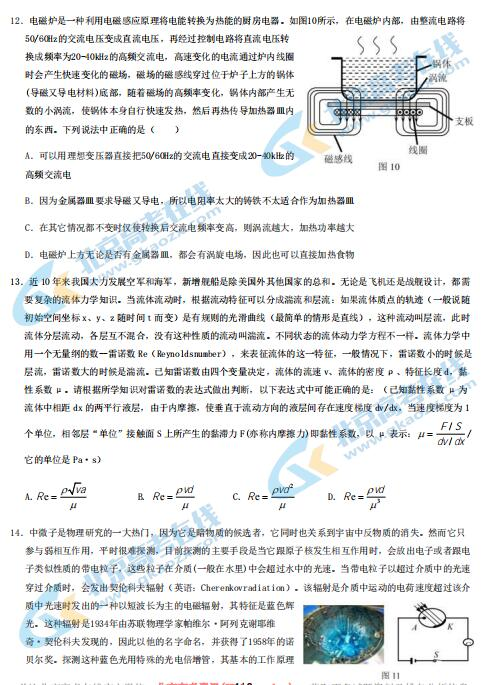 12. 电磁炉是一种利用电磁感应原理将电能转换为热能的厨房电器。如图10所示，在电磁炉内部，由整流电路将
50/60Hz的交流电压变成直流电压，再经过控制电路将直流电压转
换成频率为20-40kHz的高频交流电，高速变化的电流通过炉内线圈
时会产生快速变化的磁场，磁场的磁感线穿过位于炉子上方的锅体
(导磁又导电材料)底部，随着磁场的高频率变化，锅体内部产生无
数的小涡流，使锅体本身自行快速发热，然后再热传导加热器皿内
的东西。下列说法中正确的是（ ）
锅体
涡流
支板
磁感线
线圈
图 10
A. 可以用理想变压器直接把50/60Hz的交流电直接变成20-40kHz的
高频交流电
B. 因为金属器皿要求导磁又导电，所以电阻率太大的铸铁不太适合作为加热器皿
C. 在其它情况都不变时仅使转换后交流电频率变高，则涡流越大，加热功率越大
D. 电磁炉上方无论是否有金属器皿，都会有涡旋电场，因此也可以直接加热食物
13. 近 10 年来我国大力发展空军和海军，新增舰船是除美国外其他国家的总和。无论是飞机还是战舰设计，都需
要复杂的流体力学知识。当流体流动时，根据流动特征可以分成湍流和层流：如果流体质点的轨迹（一般说随
初始空间坐标 x、y、z 随时间 t 而变）是有规则的光滑曲线（最简单的情形是直线），这种流动叫层流，此时
流体分层流动，各层互不混合，没有这种性质的流动叫湍流。不同状态的流体动力学方程不一样。流体力学中
用一个无量纲的数—雷诺数 Re（Reynoldsnumber），来表征流体的这一特征，一般情况下，雷诺数小的时候是
层流，雷诺数大的时候是湍流。已知雷诺数由四个变量决定，流体的流速 v、流体的密度 ρ、特征长度 d，黏
性系数 μ。请根据所学知识对雷诺数的表达式做出判断，以下表达式中可能正确的是：（已知黏性系数 μ 为
流体中相距 dx 的两平行液层，由于内摩擦，使垂直于流动方向的液层间存在速度梯度 dv/dx，当速度梯度为 1
个单位，相邻层“单位”接触面 S 上所产生的黏滞力 F(亦称内摩擦力)即黏性系数，以 μ 表示：μ = F / S / dv / dx /
它的单位是 Pa·s）
A. Re = ρ√va / μ B. Re = ρvd / μ C. Re = ρvd² / μ D. Re = ρvd / μ³
14. 中微子是物理研究的一大热门，因为它是暗物质的候选者，它同时也关系到宇宙中反物质的消失。然而它只
参与弱相互作用，平时很难探测，目前探测的主要手段是当它跟原子核发生相互作用时，会放出电子或者跟电
子类似性质的带电粒子，这些粒子在介质(一般在水里)中会超过水中的光速。当带电粒子以超过介质中的光速
穿过介质时，会发出契伦科夫辐射（英语：Cherenkovradiation）。该辐射是介质中运动的电荷速度超过该介
质中光速时发出的一种以短波长为主的电磁辐射，其特征是蓝色辉
光。这种辐射是1934年由苏联物理学家帕维尔·阿列克谢耶维
奇·契伦科夫发现的，因此以他的名字命名，并获得了1958年的诺
贝尔奖。探测这种蓝色光用特殊的光电倍增管，其基本的工作原理
A
K
S
图 11
北京高考在线
www.gkaozx.com